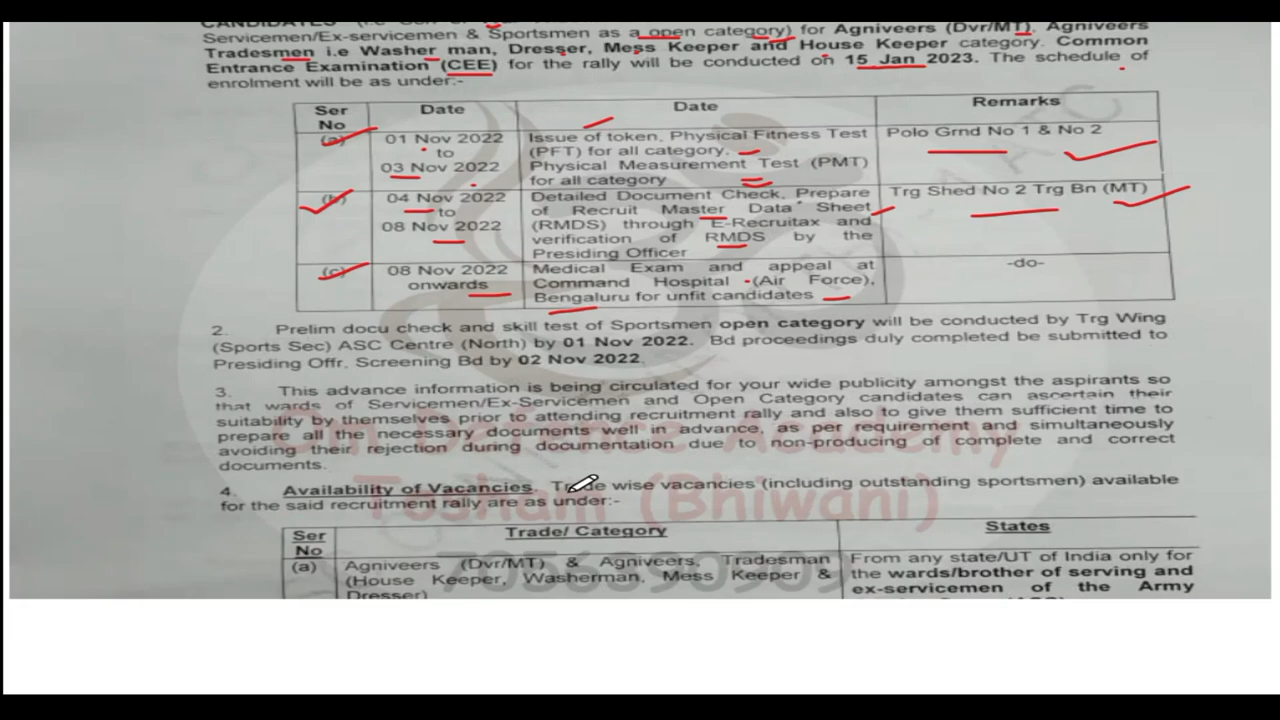 Servicemen/Ex-servicemen & Sportsmen as a open category) for Agniveers (Dvr/MT), Agniveers
Tradesmen i.e Washer man, Dresser, Mess Keeper and House Keeper category. Common
Entrance Examination (CEE) for the rally will be conducted on 15 Jan 2023. The schedule of
enrolment will be as under:-
Ser No
Date
Date
Remarks
(a)
01 Nov 2022
to
03 Nov 2022
Issue of token, Physical Fitness Test
(PFT) for all category.
Physical Measurement Test (PMT)
for all category
Polo Grnd No 1 & No 2
(b)
04 Nov 2022
to
08 Nov 2022
Detailed Document Check, Prepare
of Recruit Master Data Sheet
(RMDS) through E-Recruitax and
verification of RMDS by the
Presiding Officer
Trg Shed No 2 Trg Bn (MT)
(c)
08 Nov 2022
onwards
Medical Exam and appeal at
Command Hospital (Air Force),
Bengaluru for unfit candidates
-do-
2. Prelim docu check and skill test of Sportsmen open category will be conducted by Trg Wing
(Sports Sec) ASC Centre (North) by 01 Nov 2022. Bd proceedings duly completed be submitted to
Presiding Offr, Screening Bd by 02 Nov 2022.
3. This advance information is being circulated for your wide publicity amongst the aspirants so
that wards of Servicemen/Ex-Servicemen and Open Category candidates can ascertain their
suitability by themselves prior to attending recruitment rally and also to give them sufficient time to
prepare all the necessary documents well in advance, as per requirement and simultaneously
avoiding their rejection during documentation due to non-producing of complete and correct
documents.
4. Availability of Vacancies. Trade wise vacancies (including outstanding sportsmen) available
for the said recruitment rally are as under:-
Ser
No
Trade/ Category
States
(a)
Agniveers (Dvr/MT) & Agniveers, Tradesman
(House Keeper, Washerman, Mess Keeper &
Dresser)
From any state/UT of India only for
the wards/brother of serving and
ex-servicemen of the Army
Defence Academy
Tosham (Bhiwani)